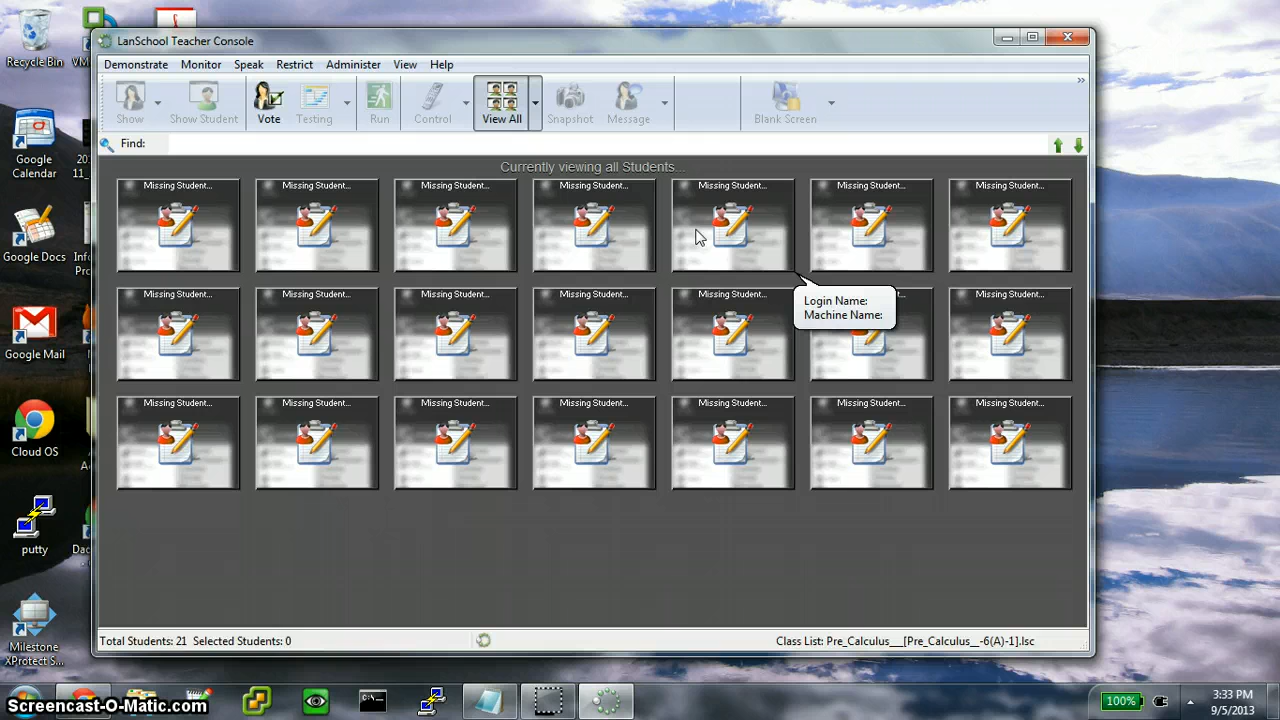 LanSchool Teacher Console
Demonstrate Monitor Speak Restrict Administer View Help
Show Show Student Vote Testing Run Control View All Snapshot Message Blank Screen
Find:
Currently viewing all Students...
Missing Student... Missing Student... Missing Student... Missing Student... Missing Student... Missing Student... Missing Student...
Missing Student... Missing Student... Missing Student... Missing Student... Missing Student...
Missing Student...
Login Name:
Machine Name:
Missing Student... Missing Student... Missing Student... Missing Student... Missing Student... Missing Student... Missing Student...
Total Students: 21 Selected Students: 0
Class List: Pre_Calculus___[Pre_Calculus__-6(A)-1].lsc
Recycle Bin
VM
Google
Calendar
Google Docs
Google Mail
Cloud OS
putty
Milestone
XProtect S...
Screencast-O-Matic.com
100%
3:33 PM
9/5/2013